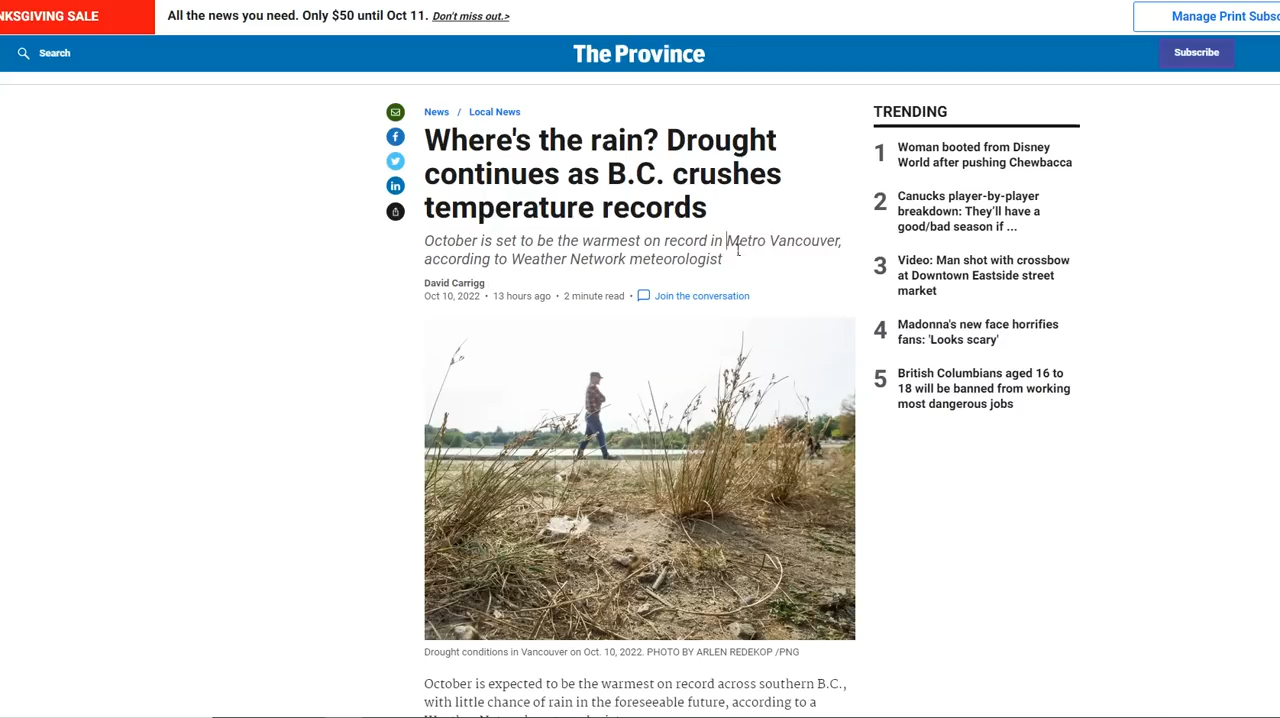 NKSGIVING SALE
All the news you need. Only $50 until Oct 11. Don't miss out.>
Manage Print Subsc
Search
The Province
Subscribe
News / Local News
Where's the rain? Drought
continues as B.C. crushes
temperature records
October is set to be the warmest on record in Metro Vancouver,
according to Weather Network meteorologist
David Carrigg
Oct 10, 2022 • 13 hours ago • 2 minute read • Join the conversation
Drought conditions in Vancouver on Oct. 10, 2022. PHOTO BY ARLEN REDEKOP /PNG
October is expected to be the warmest on record across southern B.C.,
with little chance of rain in the foreseeable future, according to a
TRENDING
1 Woman booted from Disney
World after pushing Chewbacca
2 Canucks player-by-player
breakdown: They'll have a
good/bad season if ...
3 Video: Man shot with crossbow
at Downtown Eastside street
market
4 Madonna's new face horrifies
fans: 'Looks scary'
5 British Columbians aged 16 to
18 will be banned from working
most dangerous jobs